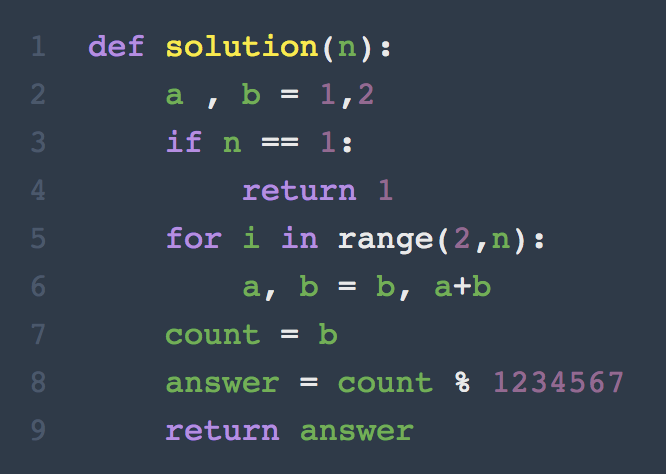 1 def solution(n):
2     a , b = 1,2
3     if n == 1:
4         return 1
5     for i in range(2,n):
6         a, b = b, a+b
7     count = b
8     answer = count % 1234567
9     return answer